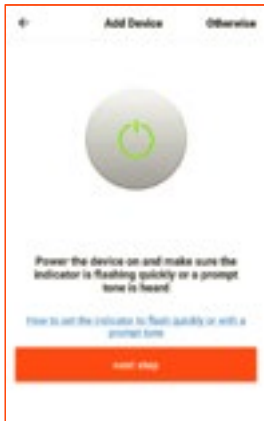 Add Device Otherwise
Power the device on and make sure the
indicator is flashing quickly or a prompt
tone is heard
How to set the indicator to flash quickly or with a
prompt tone
next step